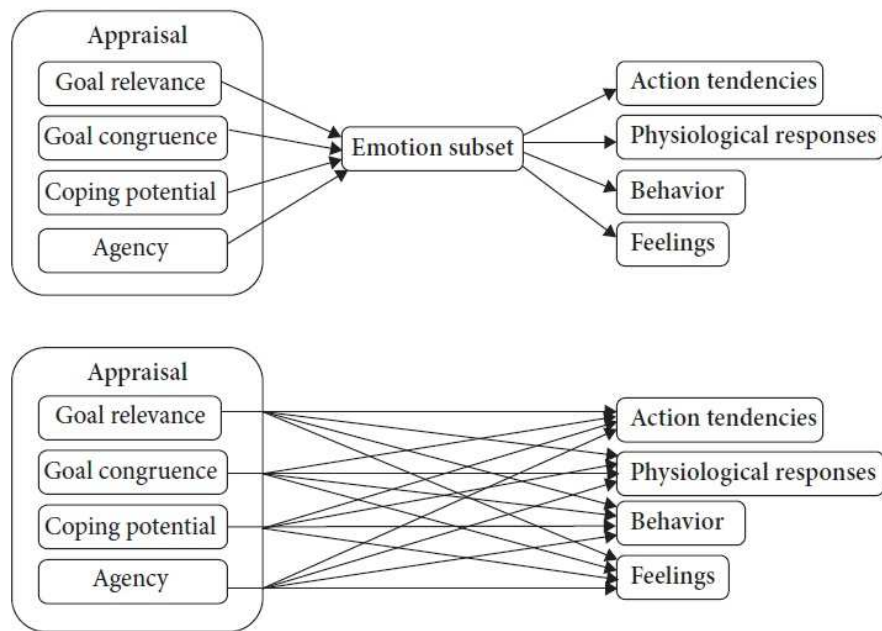 Appraisal
Goal relevance
Goal congruence
Coping potential
Agency
Emotion subset
Action tendencies
Physiological responses
Behavior
Feelings
Appraisal
Goal relevance
Goal congruence
Coping potential
Agency
Action tendencies
Physiological responses
Behavior
Feelings